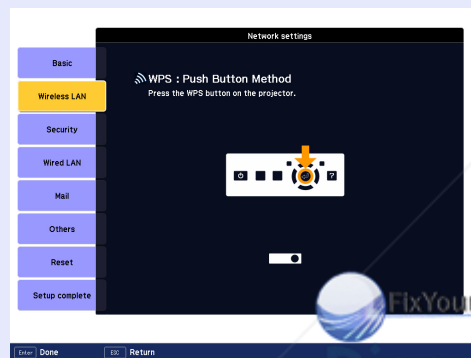 Network settings
Basic
WPS : Push Button Method
Press the WPS button on the projector.
Wireless LAN
Security
Wired LAN
?
Mail
Others
Reset
Setup complete
FixYour
Enter Done
ESC Return